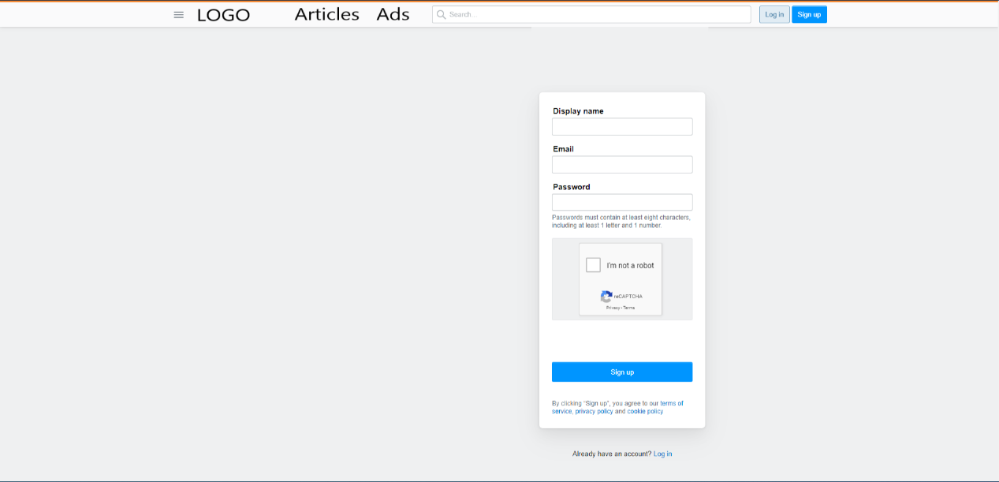 LOGO Articles Ads Search... Log in Sign up
Display name
Email
Password
Passwords must contain at least eight characters,
including at least 1 letter and 1 number.
I'm not a robot
reCAPTCHA
Privacy - Terms
Sign up
By clicking “Sign up”, you agree to our terms of
service, privacy policy and cookie policy
Already have an account? Log in